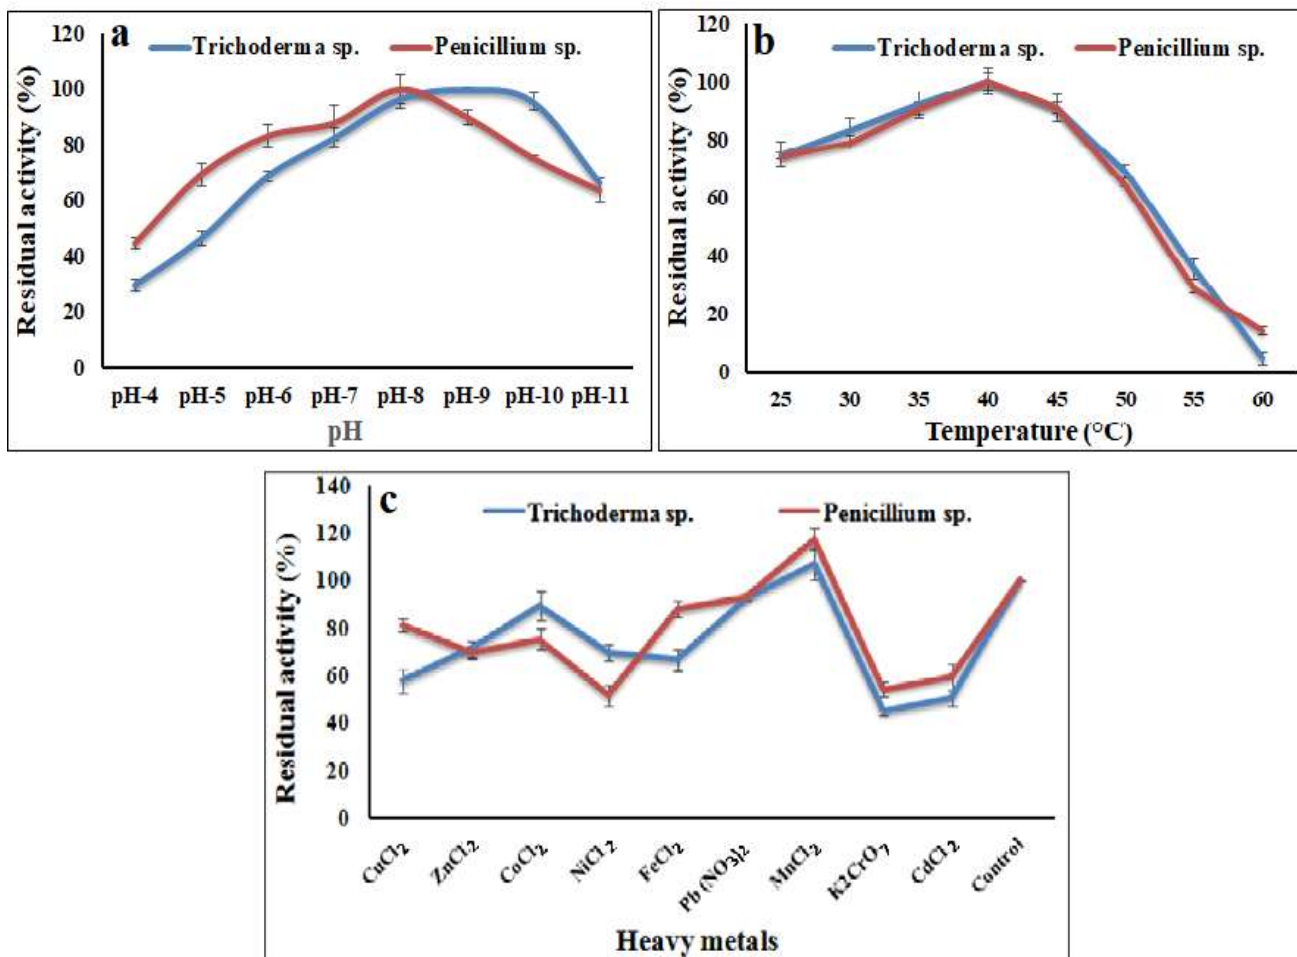 a
Trichoderma sp. Penicillium sp.
Residual activity (%)
120
100
80
60
40
20
0
pH-4 pH-5 pH-6 pH-7 pH-8 pH-9 pH-10 pH-11
pH
b
Trichoderma sp. Penicillium sp.
Residual activity (%)
120
100
80
60
40
20
0
25 30 35 40 45 50 55 60
Temperature (°C)
c
Trichoderma sp. Penicillium sp.
Residual activity (%)
140
120
100
80
60
40
20
0
CuCl₂ ZnCl₂ CoCl₂ NiCl₂ FeCl₂ Pb (NO₃)₂ MnCl₂ K2CrO₇ CdCl₂ Control
Heavy metals